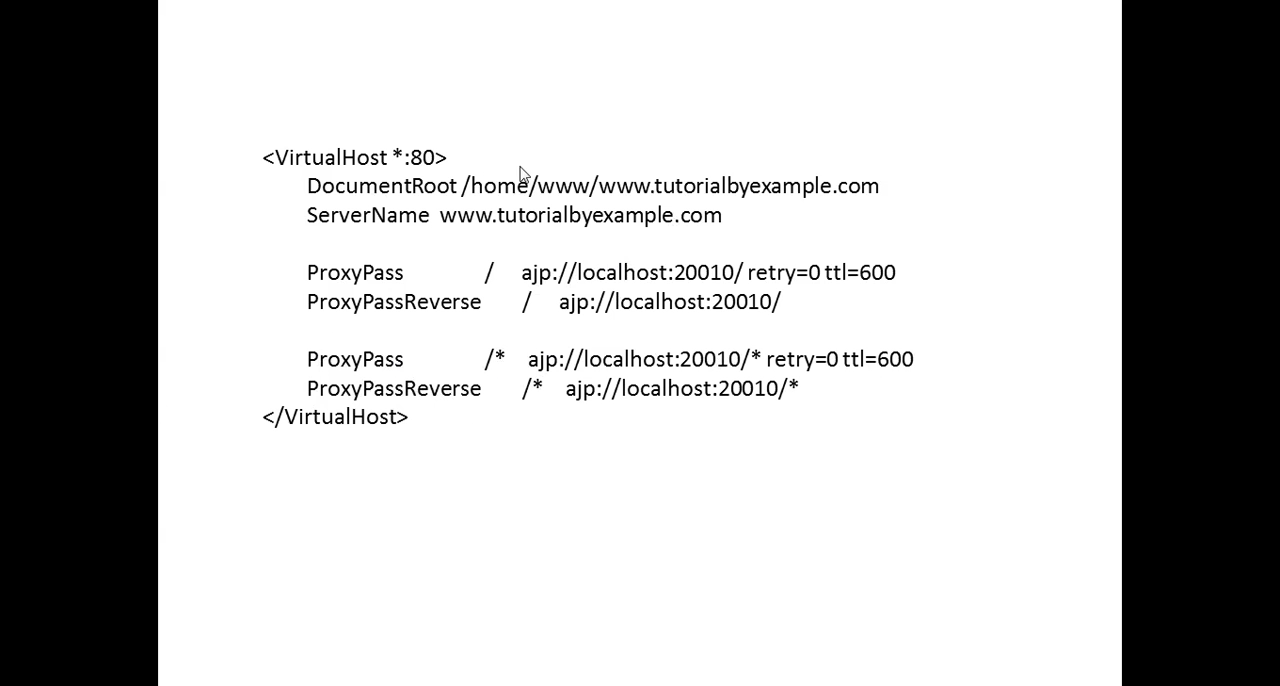 <VirtualHost *:80>
DocumentRoot /home/www/www.tutorialbyexample.com
ServerName www.tutorialbyexample.com
ProxyPass / ajp://localhost:20010/ retry=0 ttl=600
ProxyPassReverse / ajp://localhost:20010/
ProxyPass /* ajp://localhost:20010/* retry=0 ttl=600
ProxyPassReverse /* ajp://localhost:20010/*
</VirtualHost>